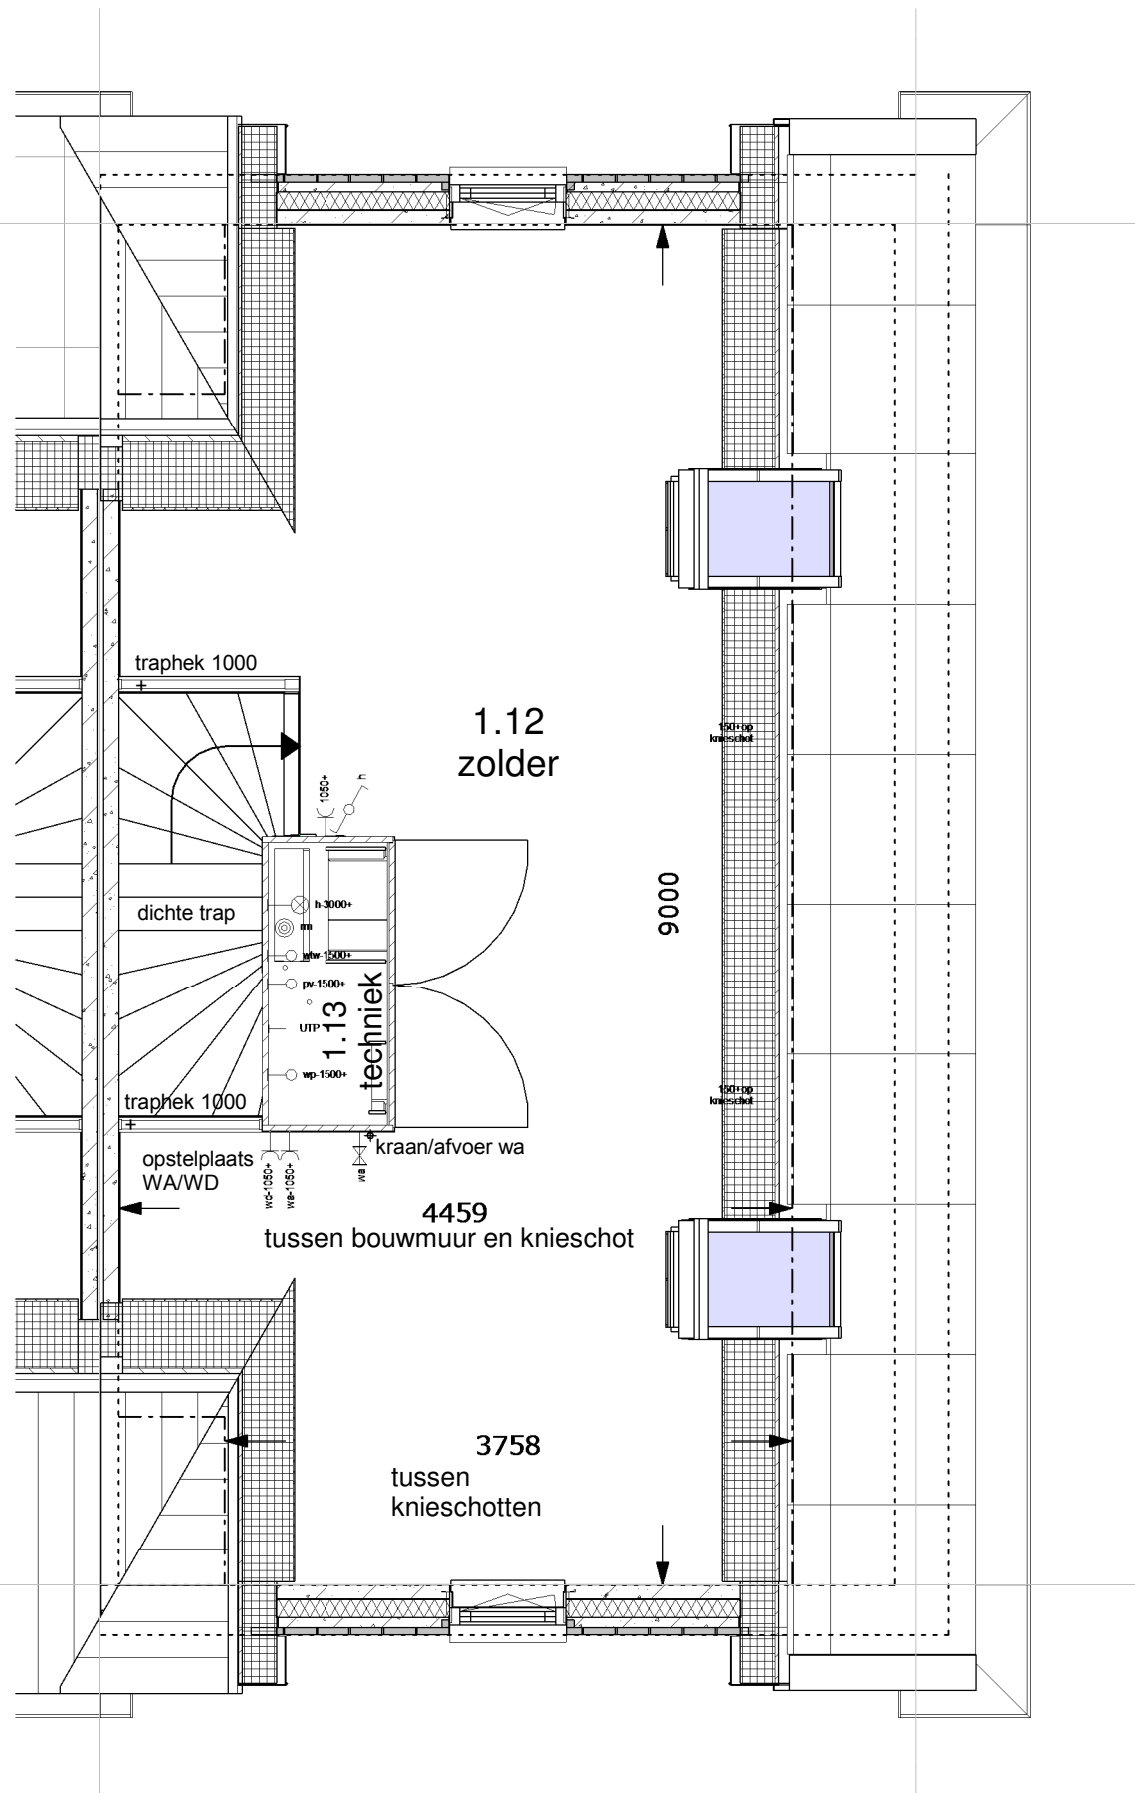 traphek 1000
1.12
zolder
150+op
knieschot
1050+
h
dichte trap
h-3000+
rm
wtw-1500+
pv-1500+
UTP
wp-1500+
1.13
techniek
9000
150+op
knieschot
traphek 1000
kraan/afvoer wa
opstelplaats
WA/WD
wd-1050+
wa-1050+
wa
4459
tussen bouwmuur en knieschot
3758
tussen
knieschotten